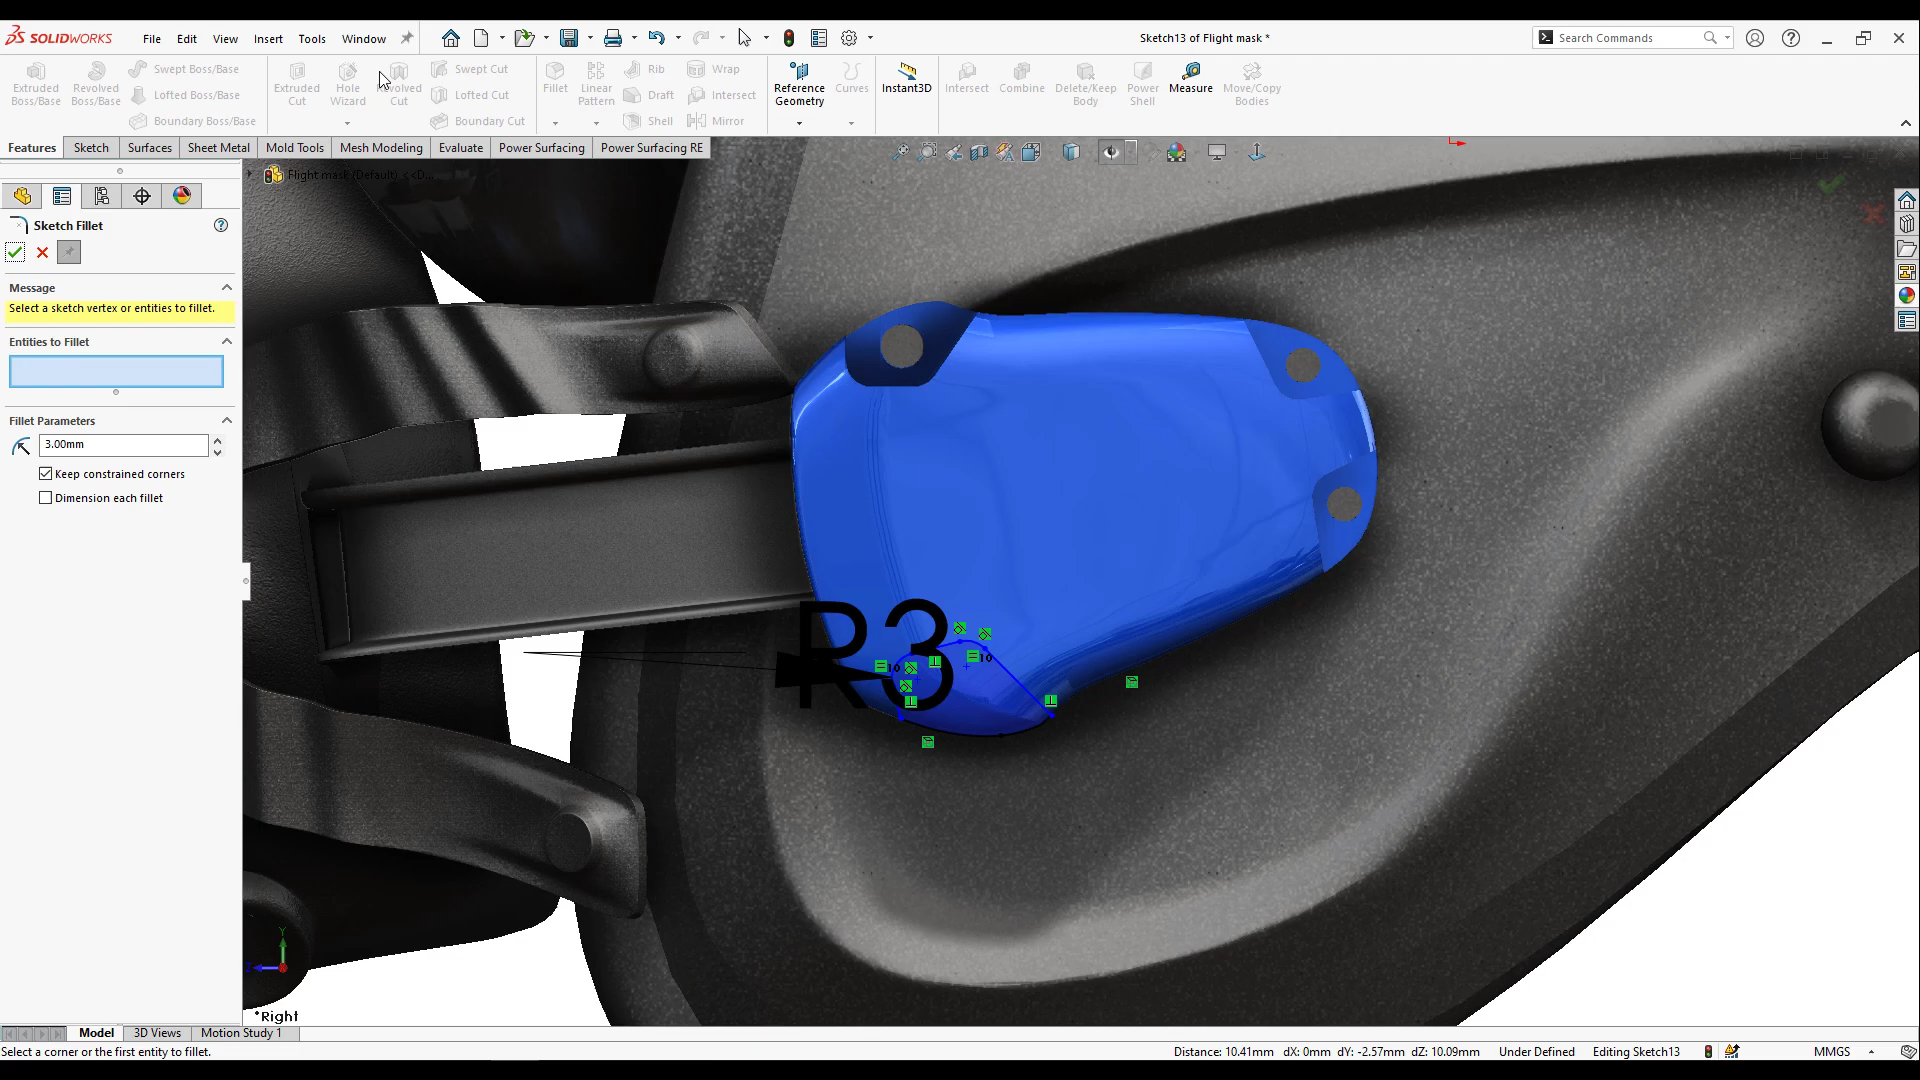 SOLIDWORKS
File Edit View Insert Tools Window
Sketch13 of Flight mask *
Search Commands
Extruded Boss/Base
Revolved Boss/Base
Swept Boss/Base
Lofted Boss/Base
Boundary Boss/Base
Extruded Cut
Hole Wizard
Revolved Cut
Swept Cut
Lofted Cut
Boundary Cut
Fillet
Linear Pattern
Rib
Draft
Shell
Wrap
Intersect
Mirror
Reference Geometry
Curves
Instant3D
Intersect
Combine
Delete/Keep Body
Power Shell
Measure
Move/Copy Bodies
Features Sketch Surfaces Sheet Metal Mold Tools Mesh Modeling Evaluate Power Surfacing Power Surfacing RE
Flight mask (Default) <<D...
Sketch Fillet
Message
Select a sketch vertex or entities to fillet.
Entities to Fillet
Fillet Parameters
3.00mm
Keep constrained corners
Dimension each fillet
R3
10
10
Y
Z
*Right
Model 3D Views Motion Study 1
Select a corner or the first entity to fillet.
Distance: 10.41mm dX: 0mm dY: -2.57mm dZ: 10.09mm Under Defined Editing Sketch13 MMGS